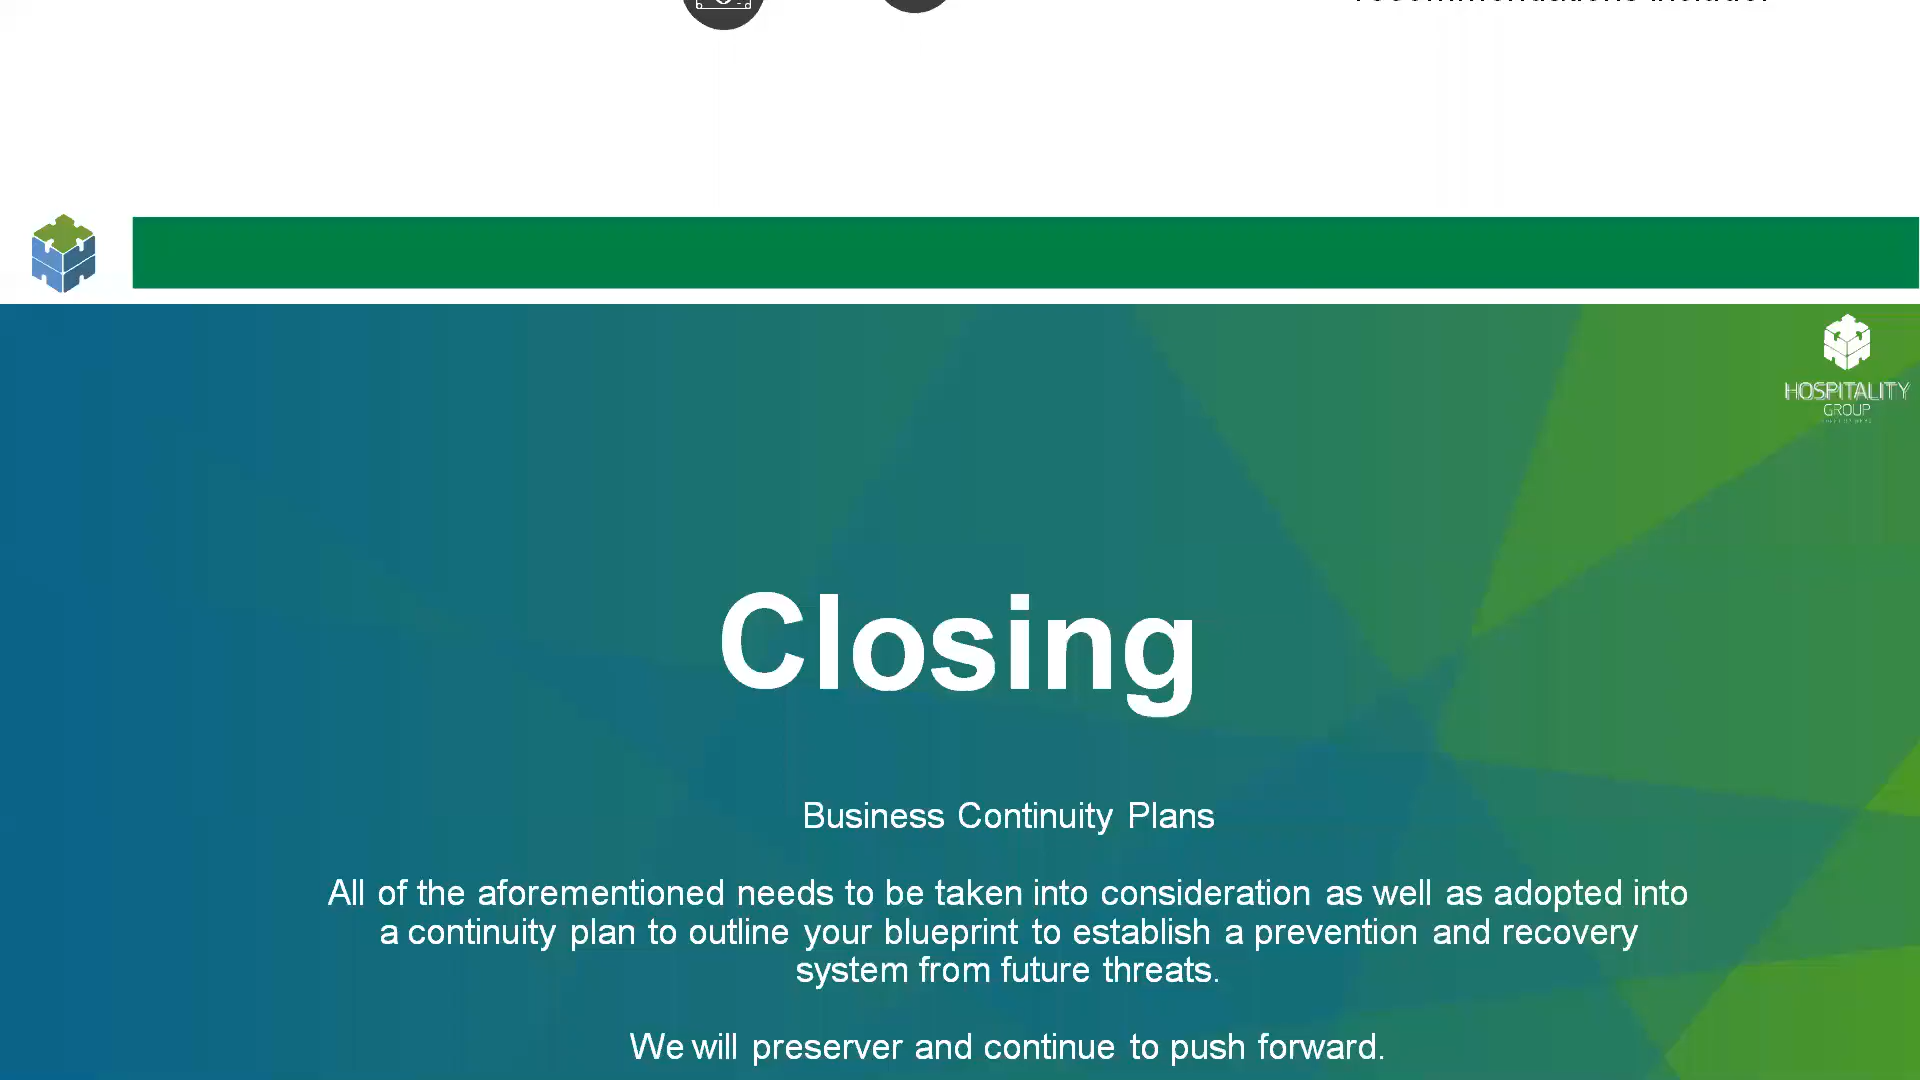 HOSPITALITY
GROUP
Closing
Business Continuity Plans
All of the aforementioned needs to be taken into consideration as well as adopted into
a continuity plan to outline your blueprint to establish a prevention and recovery
system from future threats.
We will preserver and continue to push forward.